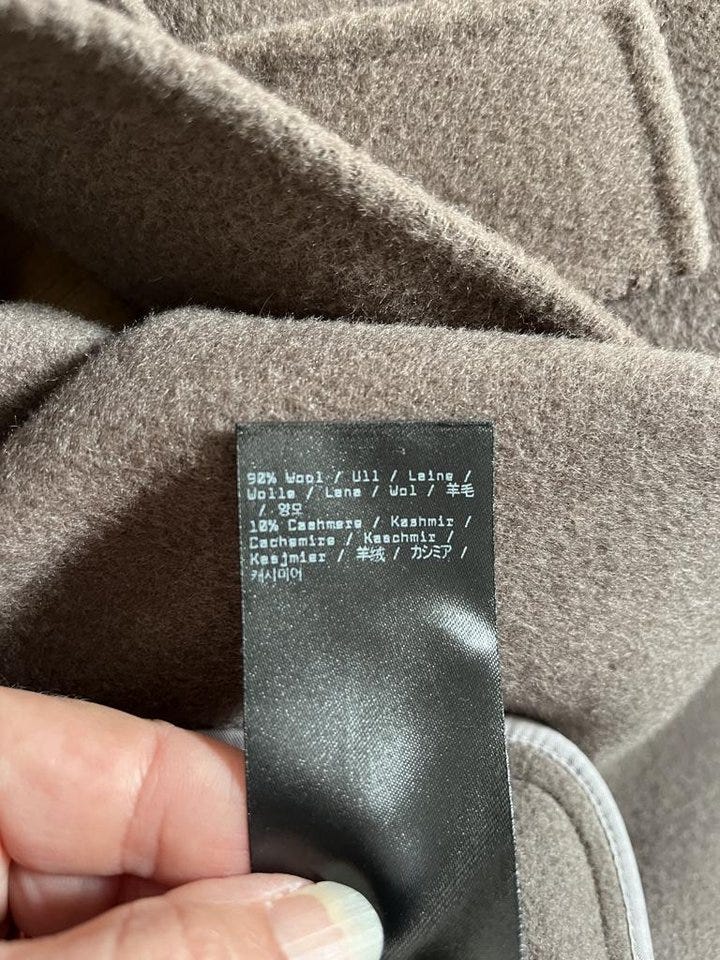 90% Wool / Ull / Laine /
Wolle / Lana / Wol / 羊毛
/ 양모
10% Cashmere / Kashmir /
Cachemire / Kaschmir /
Kasjmier / 羊绒 / カシミア /
캐시미어